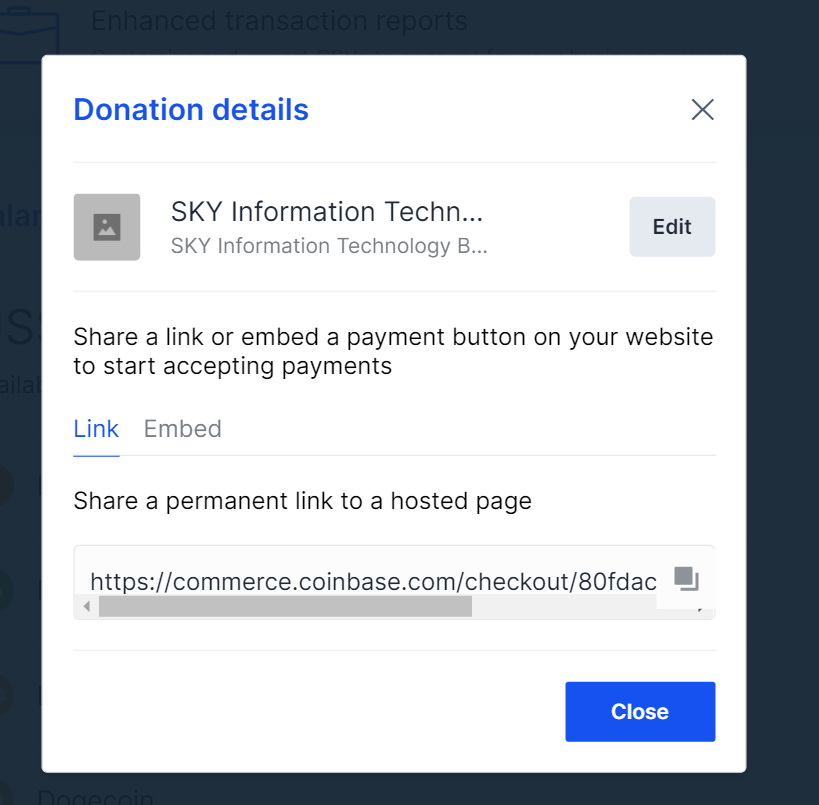 Enhanced transaction reports
Donation details
SKY Information Techn...
SKY Information Technology B...
Edit
Share a link or embed a payment button on your website
to start accepting payments
Link Embed
Share a permanent link to a hosted page
https://commerce.coinbase.com/checkout/80fdac
Close
Dogecoin